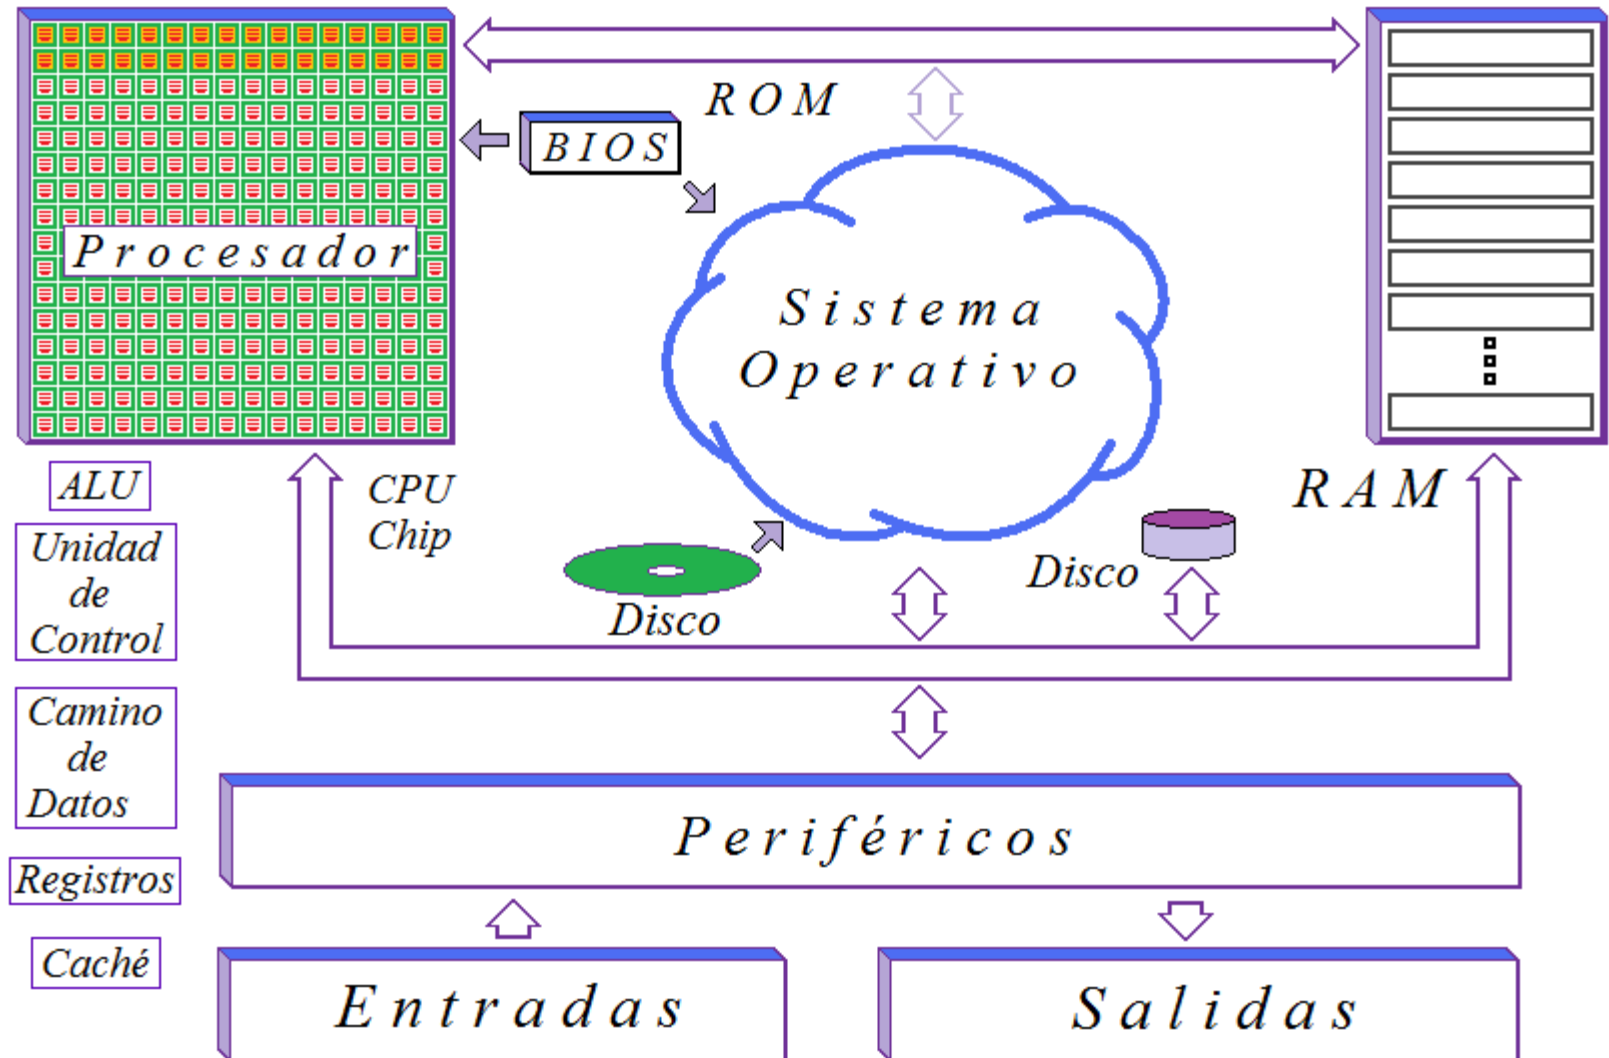 ROM
BIOS
Procesador
Sistema
Operativo
ALU
CPU
Chip
RAM
Unidad
de
Control
Disco
Disco
Camino
de
Datos
Periféricos
Registros
Caché
Entradas
Salidas